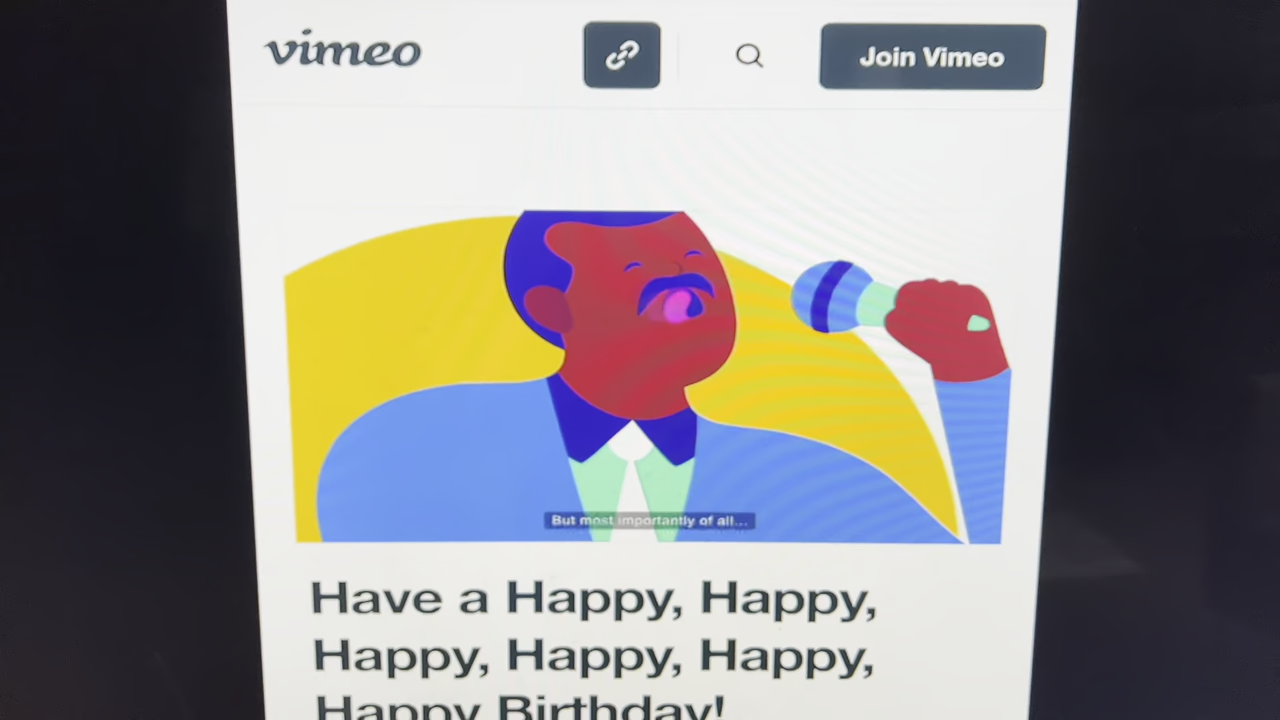 vimeo
Join Vimeo
But most importantly of all...
Have a Happy, Happy,
Happy, Happy, Happy,
Happy Birthday!